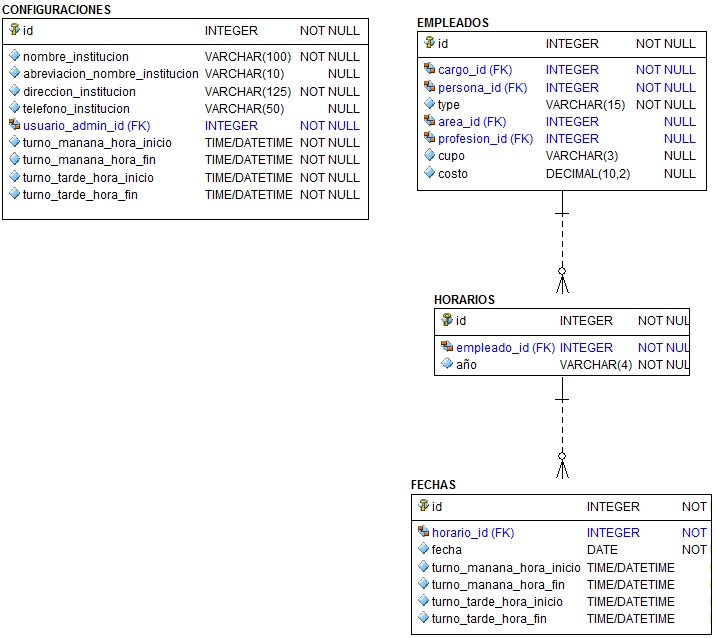 CONFIGURACIONES
id INTEGER NOT NULL
nombre_institucion VARCHAR(100) NOT NULL
abreviacion_nombre_institucion VARCHAR(10) NULL
direccion_institucion VARCHAR(125) NOT NULL
telefono_institucion VARCHAR(50) NULL
usuario_admin_id (FK) INTEGER NOT NULL
turno_manana_hora_inicio TIME/DATETIME NOT NULL
turno_manana_hora_fin TIME/DATETIME NOT NULL
turno_tarde_hora_inicio TIME/DATETIME NOT NULL
turno_tarde_hora_fin TIME/DATETIME NOT NULL
EMPLEADOS
id INTEGER NOT NULL
cargo_id (FK) INTEGER NOT NULL
persona_id (FK) INTEGER NOT NULL
type VARCHAR(15) NOT NULL
area_id (FK) INTEGER NULL
profesion_id (FK) INTEGER NULL
cupo VARCHAR(3) NULL
costo DECIMAL(10,2) NULL
HORARIOS
id INTEGER NOT NUL
empleado_id (FK) INTEGER NOT NUL
año VARCHAR(4) NOT NUL
FECHAS
id INTEGER NOT
horario_id (FK) INTEGER NOT
fecha DATE NOT
turno_manana_hora_inicio TIME/DATETIME
turno_manana_hora_fin TIME/DATETIME
turno_tarde_hora_inicio TIME/DATETIME
turno_tarde_hora_fin TIME/DATETIME